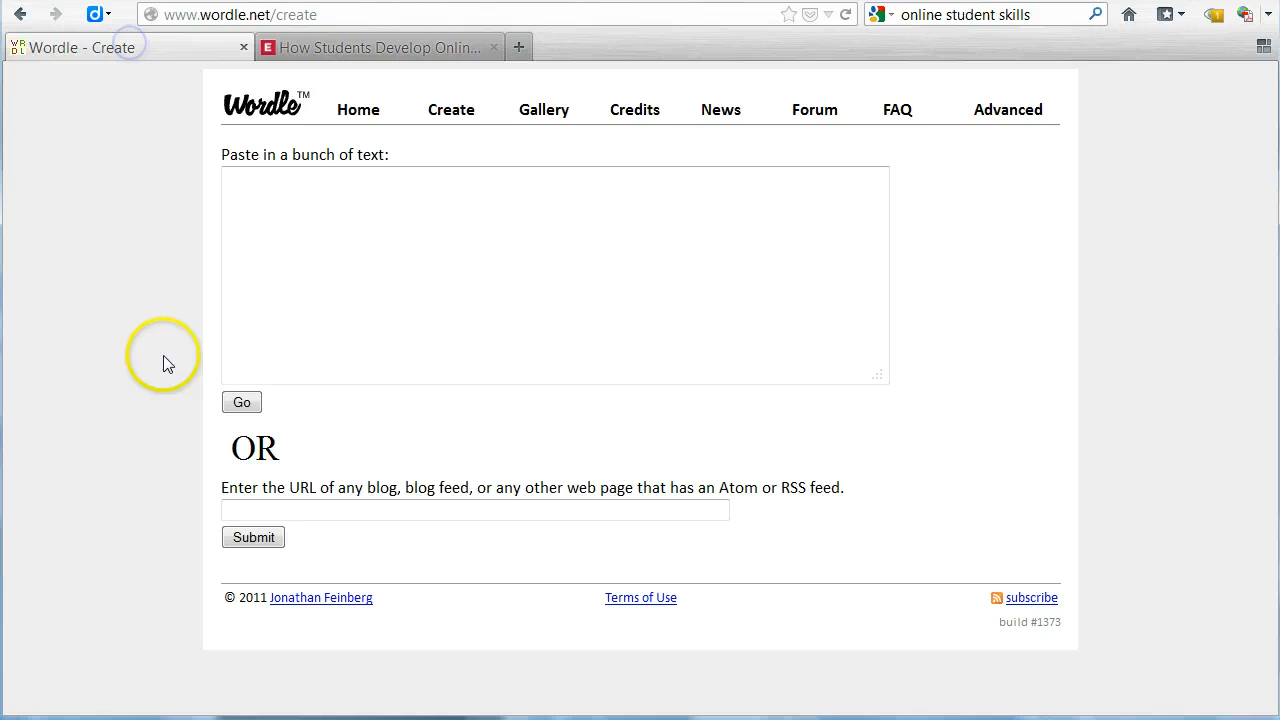 www.wordle.net/create
online student skills
Wordle - Create
How Students Develop Onlin...
Wordle™
Home
Create
Gallery
Credits
News
Forum
FAQ
Advanced
Paste in a bunch of text:
Go
OR
Enter the URL of any blog, blog feed, or any other web page that has an Atom or RSS feed.
Submit
© 2011 Jonathan Feinberg
Terms of Use
subscribe
build #1373